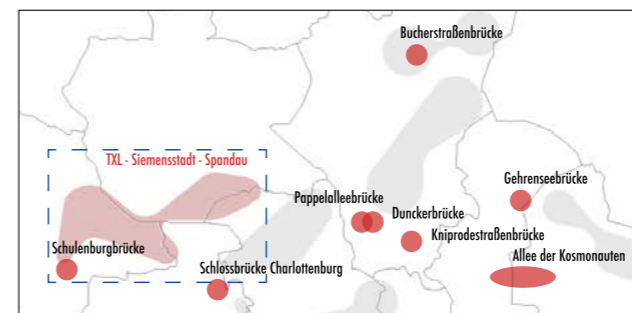 Bucherstraßenbrücke
TXL - Siemensstadt - Spandau
Gehrenseebrücke
Pappelalleebrücke
Dunckerbrücke
Kniprodestraßenbrücke
Schulenburgbrücke
Allee der Kosmonauten
Schlossbrücke Charlottenburg